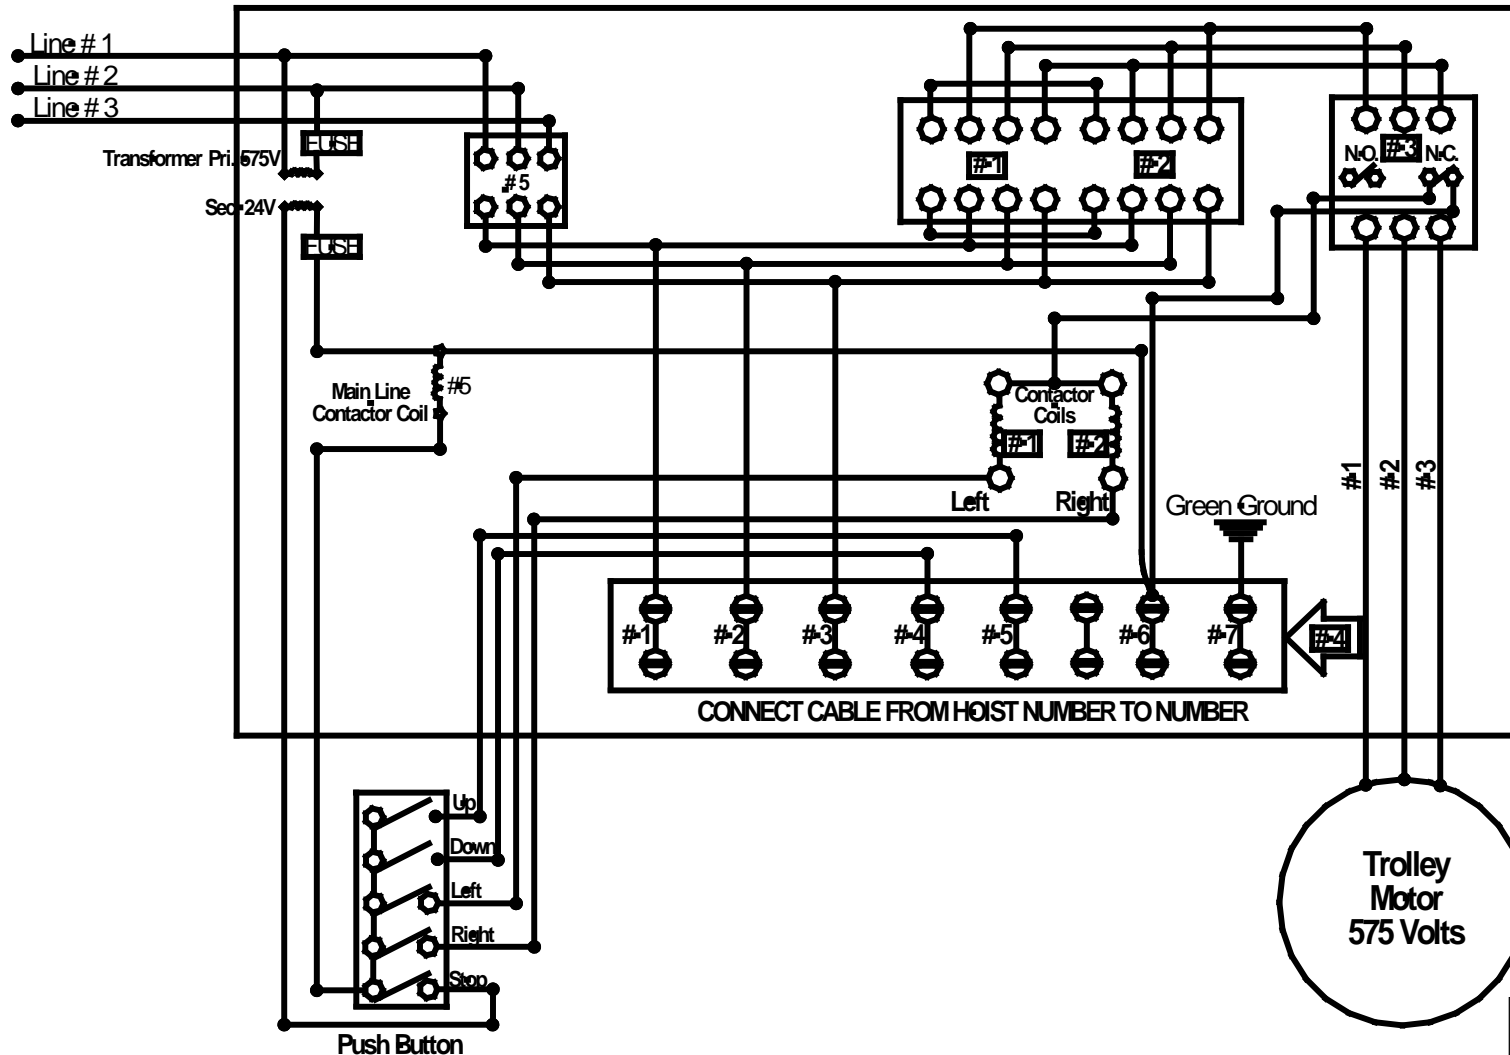 Line # 1
Line # 2
Line # 3
FUSE
Transformer Pri. 575V
Sec. 24V
FUSE
#5
#1
#2
N.O.
#3
N.C.
Main Line
Contactor Coil
#5
Contactor
Coils
#1
#2
Left
Right
Green Ground
#1
#2
#3
#1
#2
#3
#4
#5
#6
#7
#4
CONNECT CABLE FROM HOIST NUMBER TO NUMBER
Up
Down
Left
Right
Stop
Push Button
Trolley
Motor
575 Volts